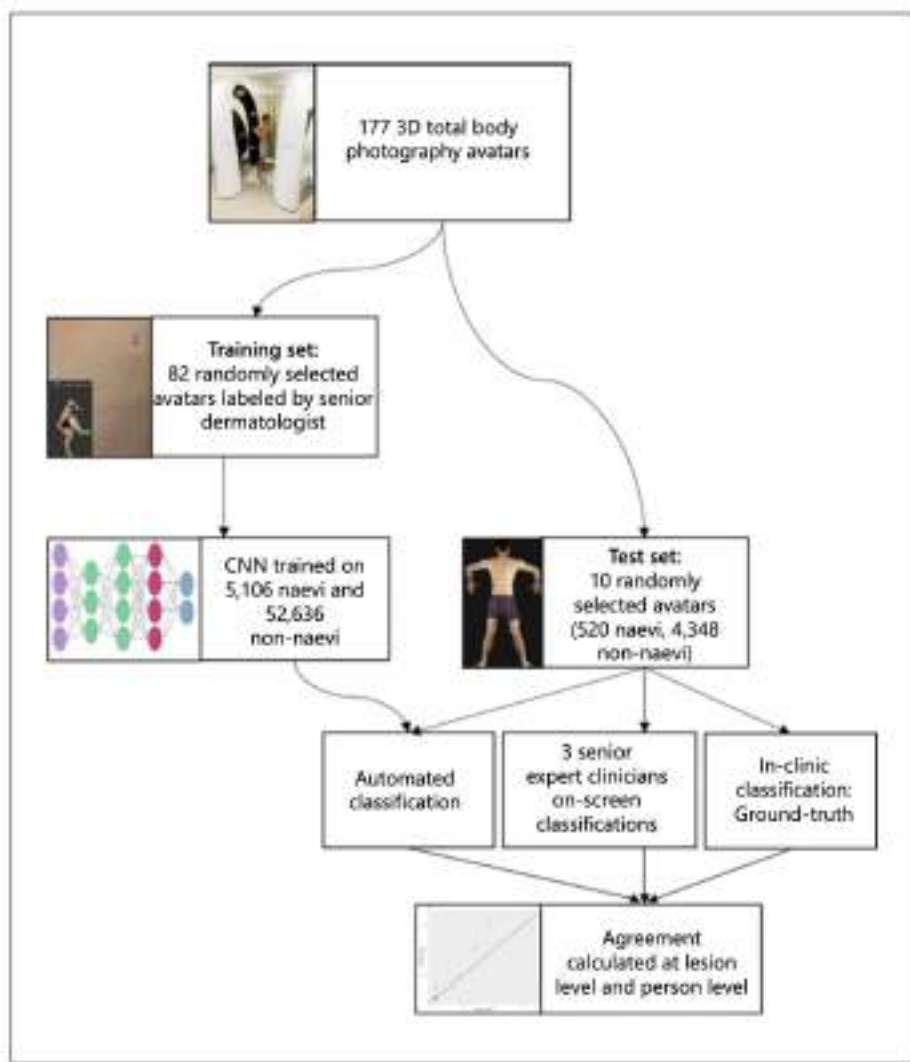 177 3D total body
photography avatars
Training set:
82 randomly selected
avatars labeled by senior
dermatologist
CNN trained on
5,106 naevi and
52,636
non-naevi
Test set:
10 randomly
selected avatars
(520 naevi, 4,348
non-naevi)
Automated
classification
3 senior
expert clinicians
on-screen
classifications
In-clinic
classification:
Ground-truth
Agreement
calculated at lesion
level and person level